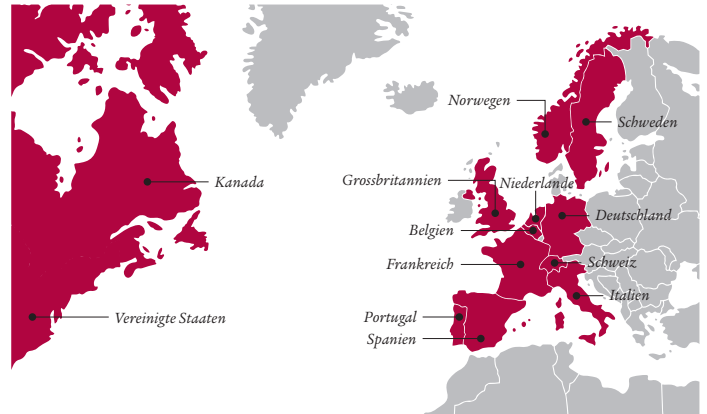 Norwegen
Schweden
Kanada
Grossbritannien
Niederlande
Deutschland
Belgien
Frankreich
Schweiz
Italien
Vereinigte Staaten
Portugal
Spanien